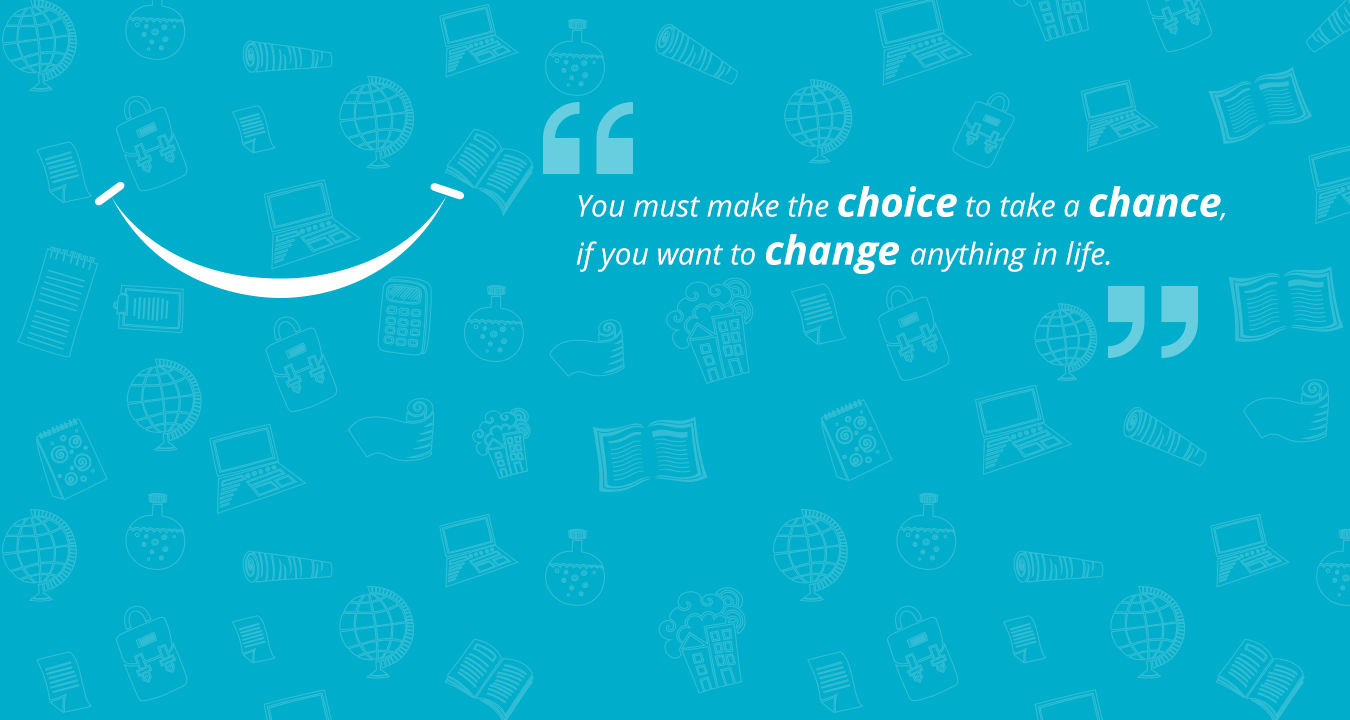 “
You must make the choice to take a chance,
if you want to change anything in life.
”